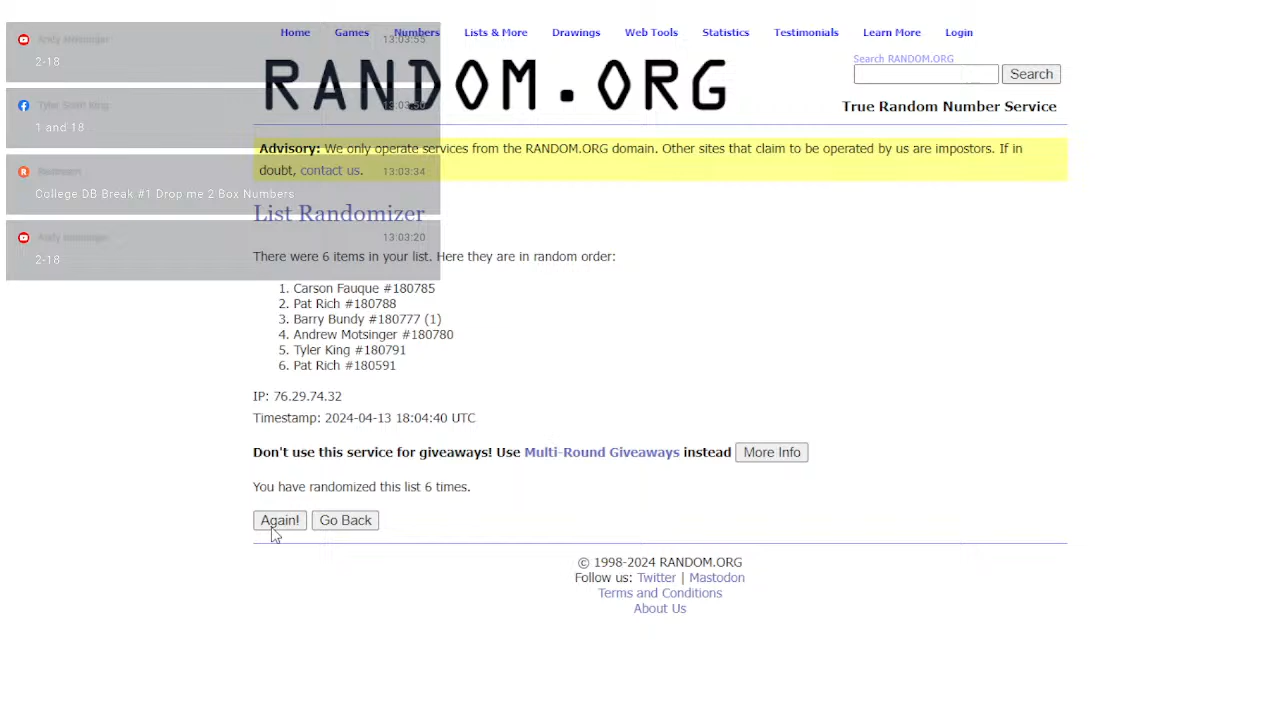 Home Games Numbers Lists & More Drawings Web Tools Statistics Testimonials Learn More Login
13:03:55
2-18
Search RANDOM.ORG
Search
RANDOM.ORG
True Random Number Service
Tyler Scott King 13:03:50
1 and 18
Advisory: We only operate services from the RANDOM.ORG domain. Other sites that claim to be operated by us are impostors. If in
doubt, contact us.
13:03:34
College DB Break #1 Drop me 2 Box Numbers
List Randomizer
13:03:20
2-18
There were 6 items in your list. Here they are in random order:
1. Carson Fauque #180785
2. Pat Rich #180788
3. Barry Bundy #180777 (1)
4. Andrew Motsinger #180780
5. Tyler King #180791
6. Pat Rich #180591
IP: 76.29.74.32
Timestamp: 2024-04-13 18:04:40 UTC
Don't use this service for giveaways! Use Multi-Round Giveaways instead More Info
You have randomized this list 6 times.
Again! Go Back
© 1998-2024 RANDOM.ORG
Follow us: Twitter | Mastodon
Terms and Conditions
About Us